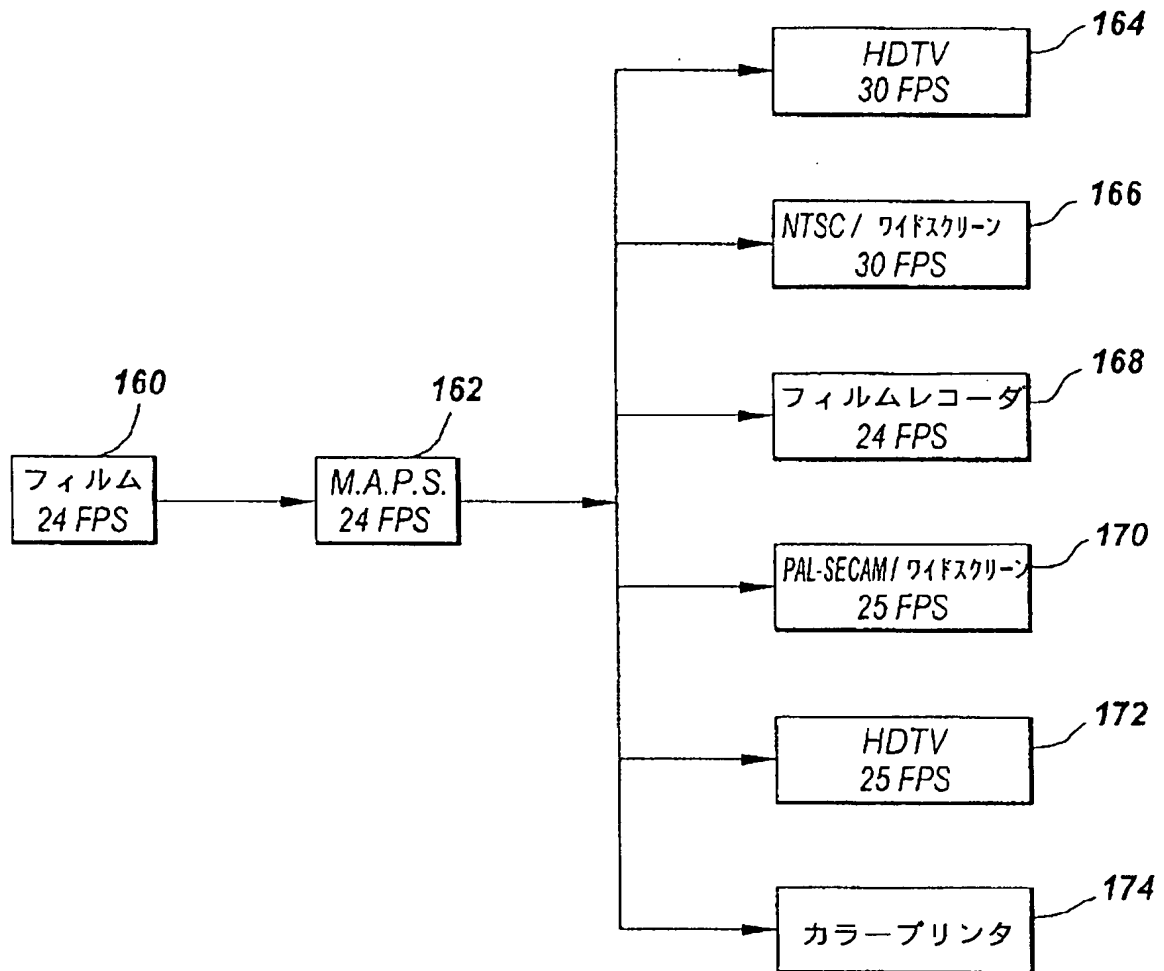 164
HDTV
30 FPS
166
NTSC / ワイドスクリーン
30 FPS
168
フィルムレコーダ
24 FPS
160
フィルム
24 FPS
162
M.A.P.S.
24 FPS
170
PAL-SECAM / ワイドスクリーン
25 FPS
172
HDTV
25 FPS
174
カラープリンタ